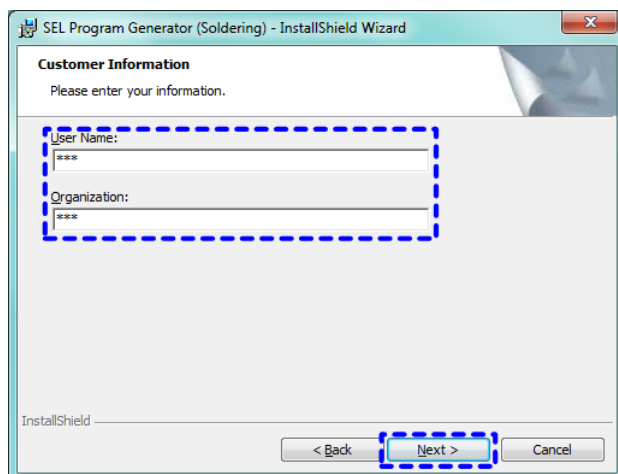 SEL Program Generator (Soldering) - InstallShield Wizard
Customer Information
Please enter your information.
User Name:
***
Organization:
***
InstallShield
< Back Next > Cancel